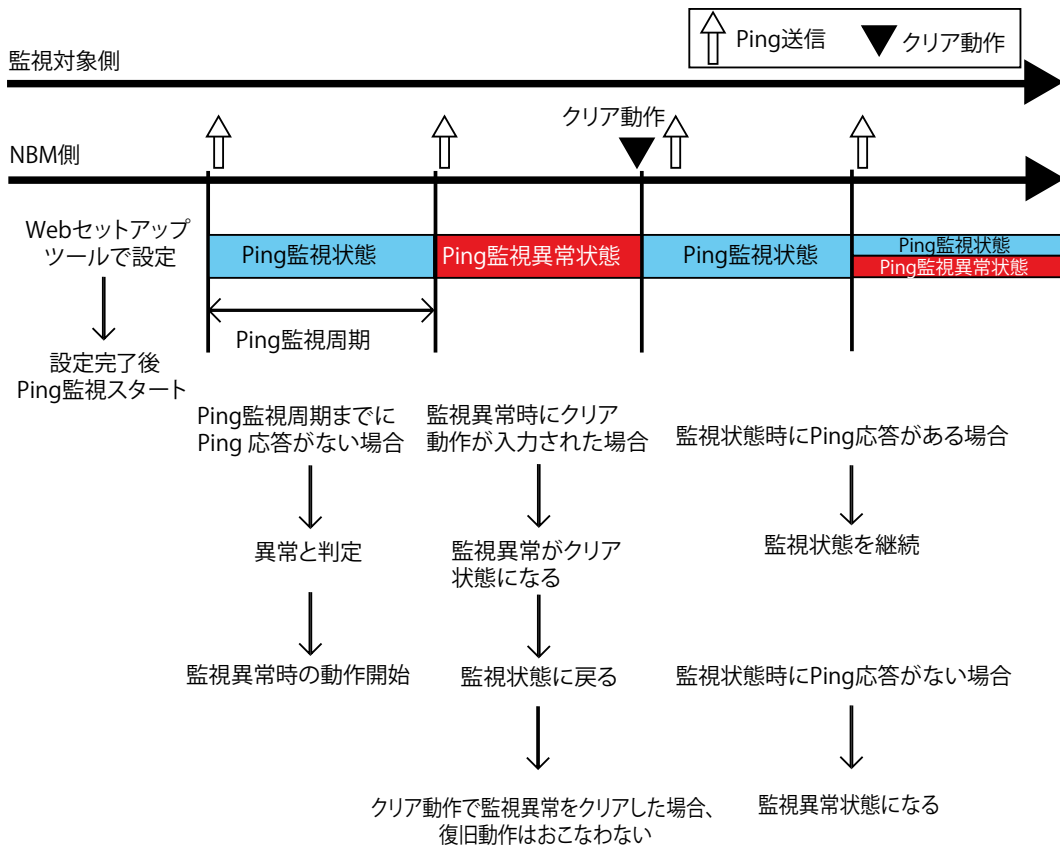 Ping送信
クリア動作
監視対象側
クリア動作
NBM側
Webセットアップ
ツールで設定
Ping監視状態
Ping監視異常状態
Ping監視状態
Ping監視状態
Ping監視異常状態
Ping監視周期
設定完了後
Ping監視スタート
Ping監視周期までに
Ping 応答がない場合
異常と判定
監視異常時の動作開始
監視異常時にクリア
動作が入力された場合
監視異常がクリア
状態になる
監視状態に戻る
クリア動作で監視異常をクリアした場合、
復旧動作はおこなわない
監視状態時にPing応答がある場合
監視状態を継続
監視状態時にPing応答がない場合
監視異常状態になる